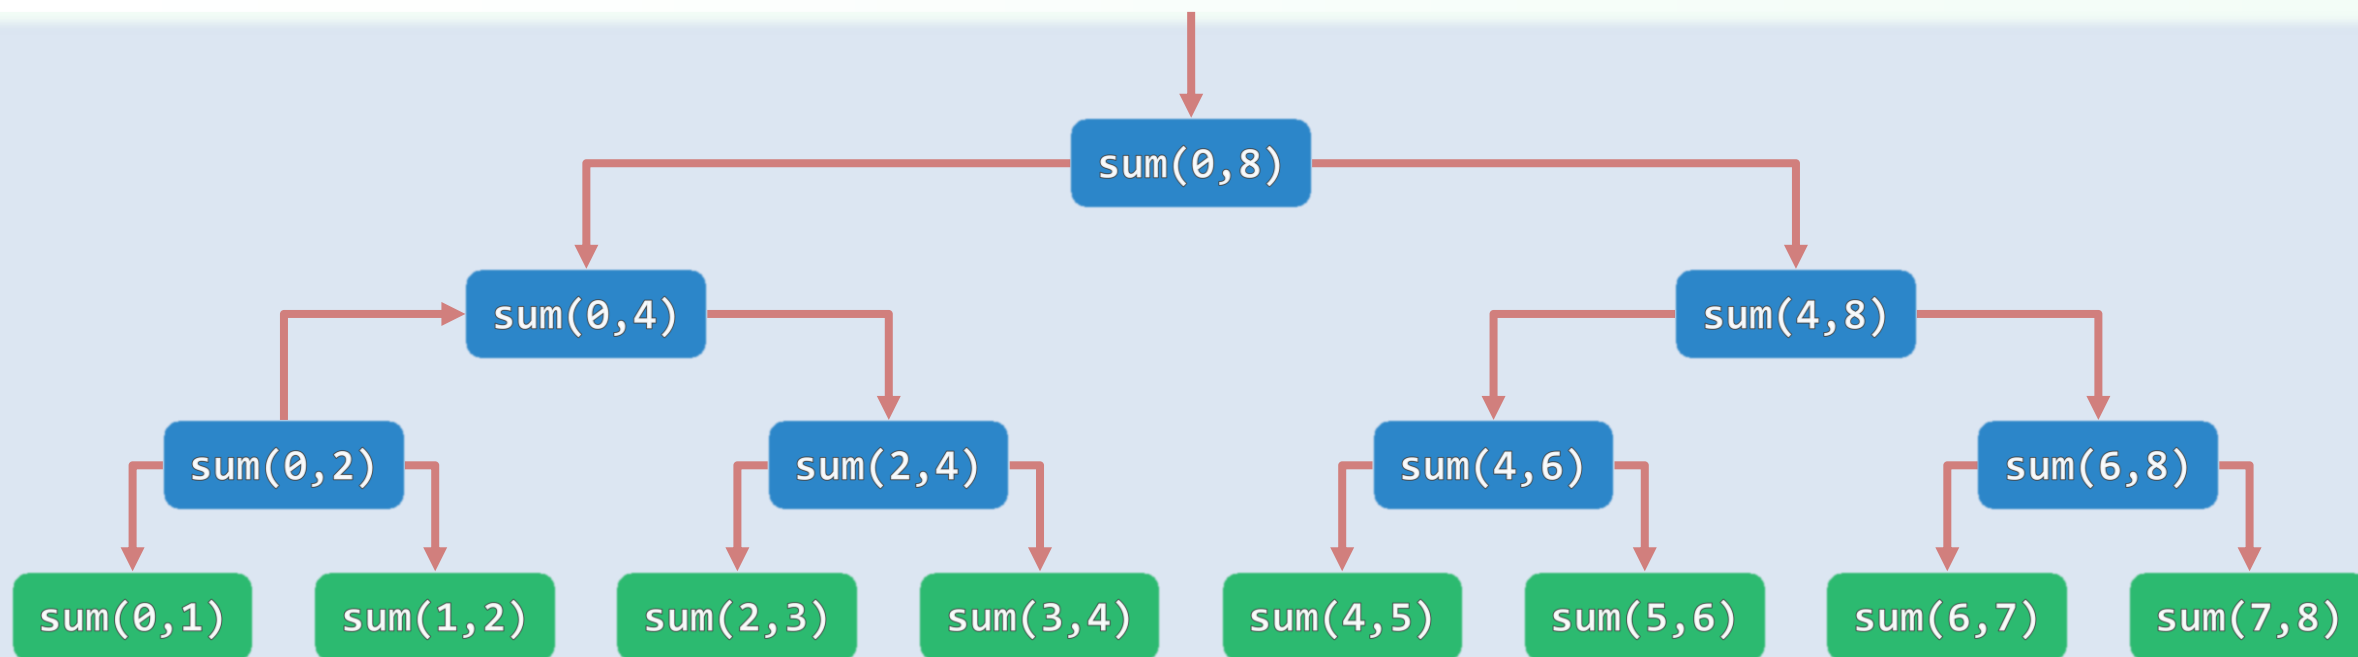 sum(0,8)
sum(0,4)
sum(4,8)
sum(0,2)
sum(2,4)
sum(4,6)
sum(6,8)
sum(0,1)
sum(1,2)
sum(2,3)
sum(3,4)
sum(4,5)
sum(5,6)
sum(6,7)
sum(7,8)